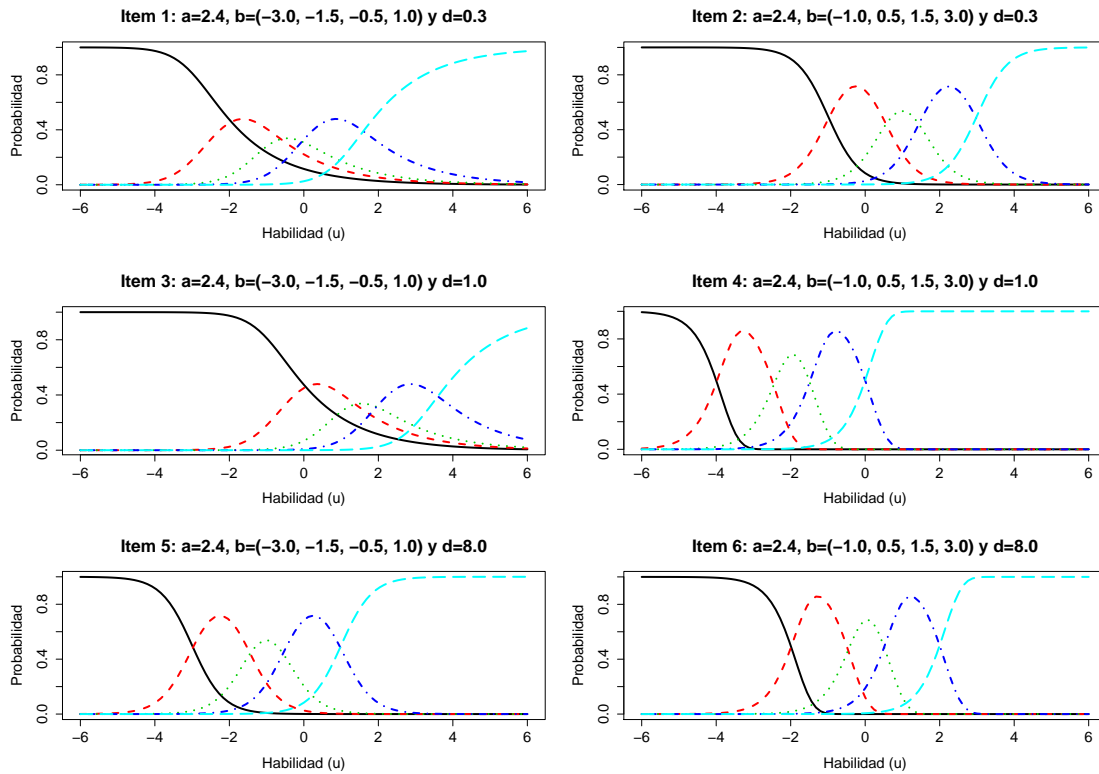 Item 1: a=2.4, b=(−3.0, −1.5, −0.5, 1.0) y d=0.3
Probabilidad
0.0 0.4 0.8
−6 −4 −2 0 2 4 6
Habilidad (u)
Item 2: a=2.4, b=(−1.0, 0.5, 1.5, 3.0) y d=0.3
Probabilidad
0.0 0.4 0.8
−6 −4 −2 0 2 4 6
Habilidad (u)
Item 3: a=2.4, b=(−3.0, −1.5, −0.5, 1.0) y d=1.0
Probabilidad
0.0 0.4 0.8
−6 −4 −2 0 2 4 6
Habilidad (u)
Item 4: a=2.4, b=(−1.0, 0.5, 1.5, 3.0) y d=1.0
Probabilidad
0.0 0.4 0.8
−6 −4 −2 0 2 4 6
Habilidad (u)
Item 5: a=2.4, b=(−3.0, −1.5, −0.5, 1.0) y d=8.0
Probabilidad
0.0 0.4 0.8
−6 −4 −2 0 2 4 6
Habilidad (u)
Item 6: a=2.4, b=(−1.0, 0.5, 1.5, 3.0) y d=8.0
Probabilidad
0.0 0.4 0.8
−6 −4 −2 0 2 4 6
Habilidad (u)